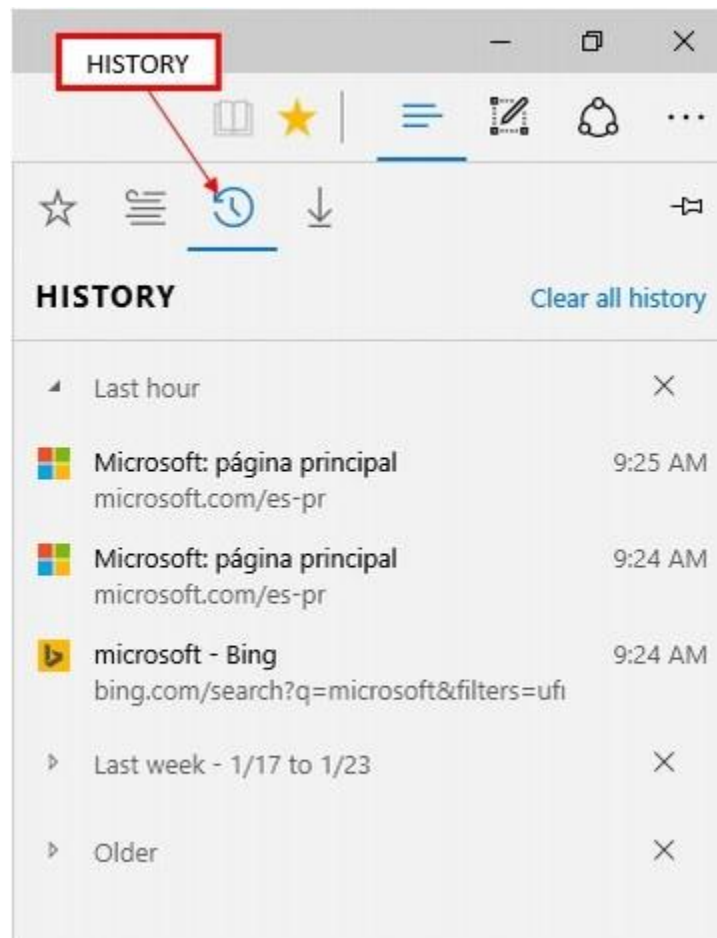 HISTORY
HISTORY
Clear all history
Last hour
Microsoft: página principal
9:25 AM
microsoft.com/es-pr
Microsoft: página principal
9:24 AM
microsoft.com/es-pr
microsoft - Bing
9:24 AM
bing.com/search?q=microsoft&filters=ufi
Last week - 1/17 to 1/23
Older